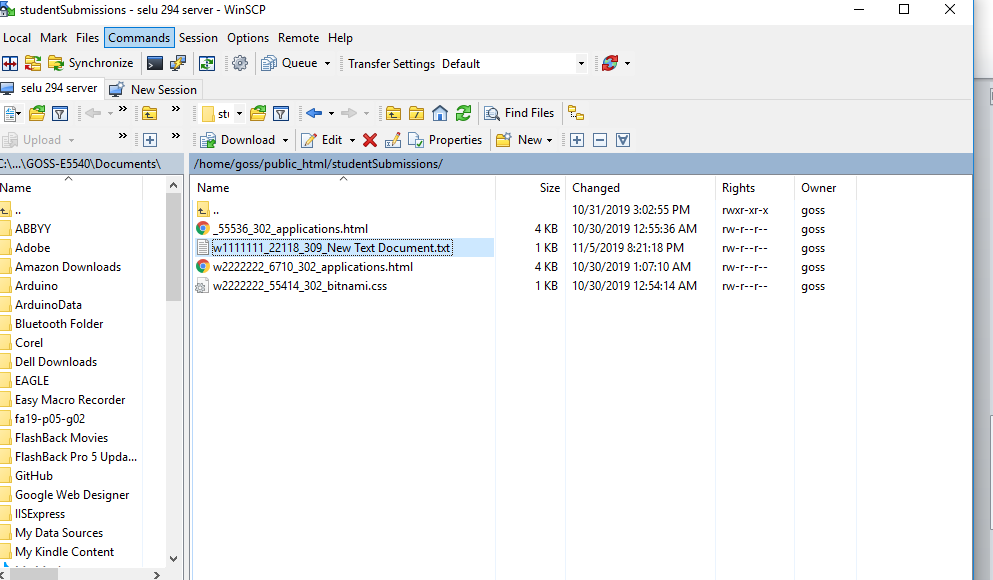 studentSubmissions - selu 294 server - WinSCP
Local Mark Files Commands Session Options Remote Help
Synchronize Queue Transfer Settings Default
selu 294 server New Session
stu Find Files
Upload Download Edit Properties New
C:\...\GOSS-E5540\Documents\ /home/goss/public_html/studentSubmissions/
Name Name Size Changed Rights Owner
.. .. 10/31/2019 3:02:55 PM rwxr-xr-x goss
ABBYY _55536_302_applications.html 4 KB 10/30/2019 12:55:36 AM rw-r--r-- goss
Adobe w1111111_22118_309_New Text Document.txt 1 KB 11/5/2019 8:21:18 PM rw-r--r-- goss
Amazon Downloads w2222222_6710_302_applications.html 4 KB 10/30/2019 1:07:10 AM rw-r--r-- goss
Arduino w2222222_55414_302_bitnami.css 1 KB 10/30/2019 12:54:14 AM rw-r--r-- goss
ArduinoData
Bluetooth Folder
Corel
Dell Downloads
EAGLE
Easy Macro Recorder
fa19-p05-g02
FlashBack Movies
FlashBack Pro 5 Upda...
GitHub
Google Web Designer
IISExpress
My Data Sources
My Kindle Content